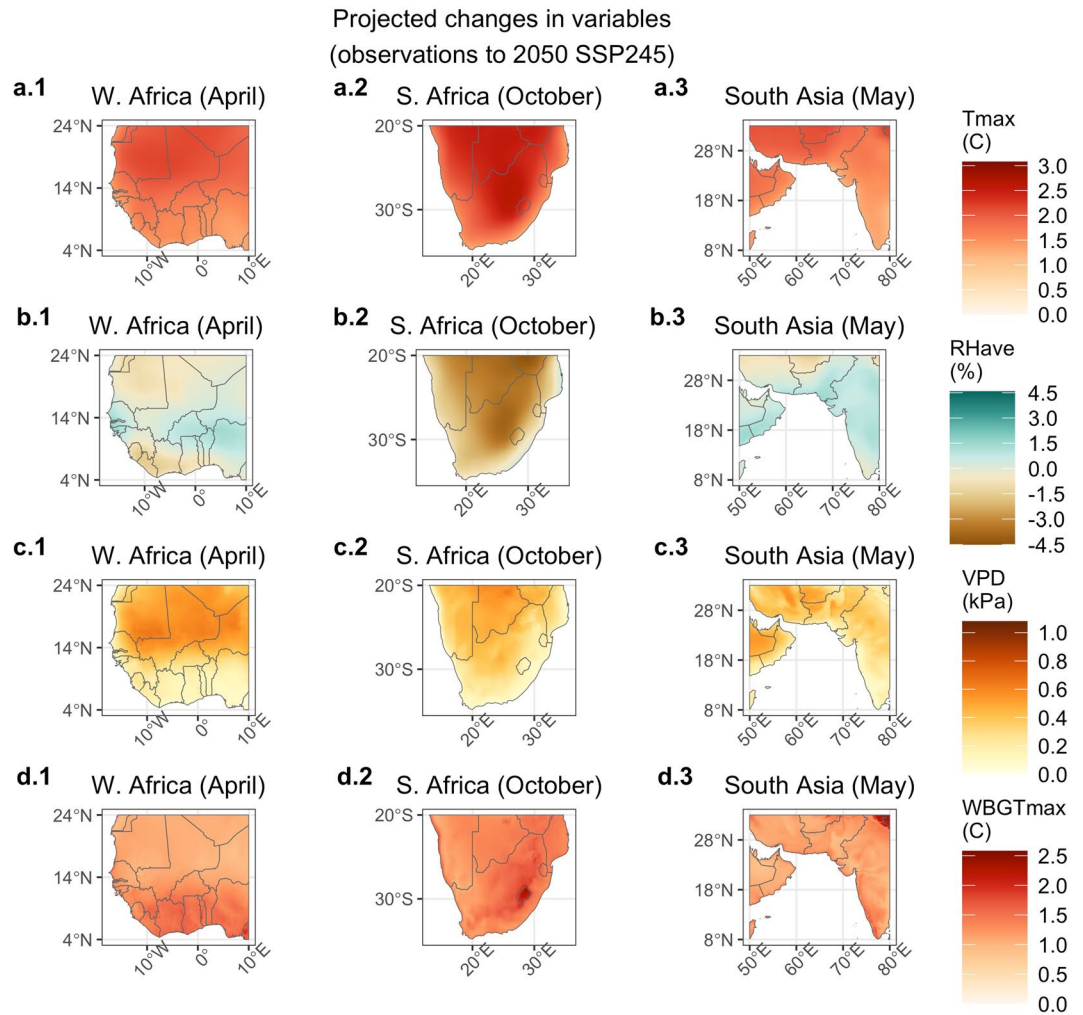 Projected changes in variables
(observations to 2050 SSP245)
a.1 W. Africa (April)
24°N
14°N
4°N
10°W 0° 10°E
a.2 S. Africa (October)
20°S
30°S
20°E 30°E
a.3 South Asia (May)
28°N
18°N
8°N
50°E 60°E 70°E 80°E
Tmax
(C)
3.0
2.5
2.0
1.5
1.0
0.5
0.0
b.1 W. Africa (April)
24°N
14°N
4°N
10°W 0° 10°E
b.2 S. Africa (October)
20°S
30°S
20°E 30°E
b.3 South Asia (May)
28°N
18°N
8°N
50°E 60°E 70°E 80°E
RHave
(%)
4.5
3.0
1.5
0.0
-1.5
-3.0
-4.5
c.1 W. Africa (April)
24°N
14°N
4°N
10°W 0° 10°E
c.2 S. Africa (October)
20°S
30°S
20°E 30°E
c.3 South Asia (May)
28°N
18°N
8°N
50°E 60°E 70°E 80°E
VPD
(kPa)
1.0
0.8
0.6
0.4
0.2
0.0
d.1 W. Africa (April)
24°N
14°N
4°N
10°W 0° 10°E
d.2 S. Africa (October)
20°S
30°S
20°E 30°E
d.3 South Asia (May)
28°N
18°N
8°N
50°E 60°E 70°E 80°E
WBGTmax
(C)
2.5
2.0
1.5
1.0
0.5
0.0